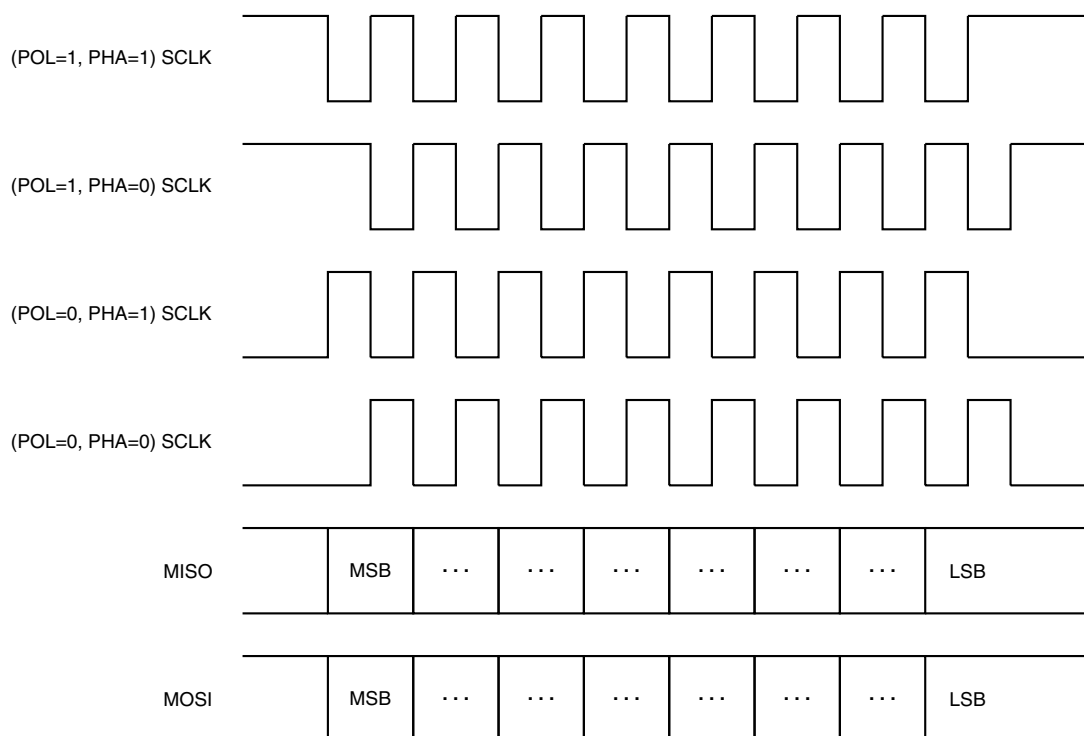 (POL=1, PHA=1) SCLK
(POL=1, PHA=0) SCLK
(POL=0, PHA=1) SCLK
(POL=0, PHA=0) SCLK
MISO MSB ... ... ... ... ... ... LSB
MOSI MSB ... ... ... ... ... ... LSB